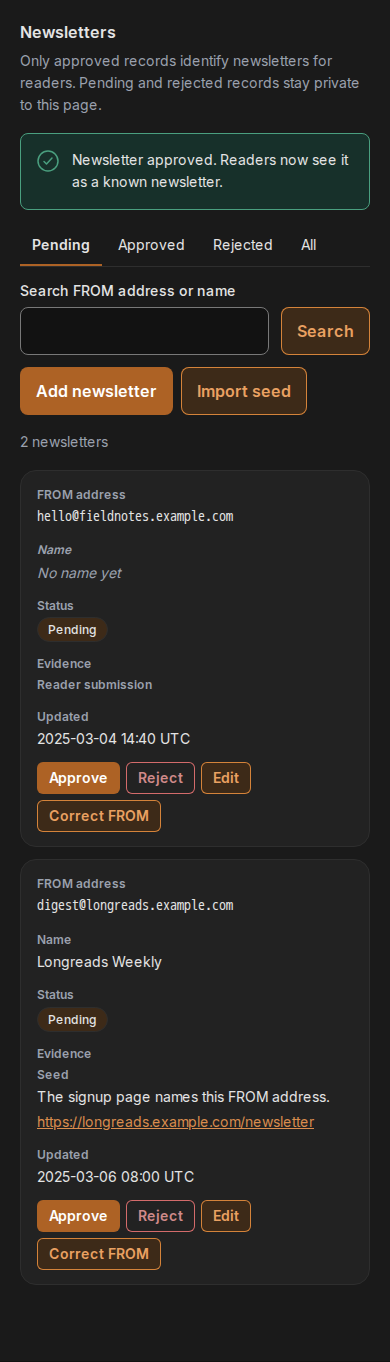 Newsletters
Only approved records identify newsletters for
readers. Pending and rejected records stay private
to this page.
Newsletter approved. Readers now see it
as a known newsletter.
Pending Approved Rejected All
Search FROM address or name
Search
Add newsletter Import seed
2 newsletters
FROM address
hello@fieldnotes.example.com
Name
No name yet
Status
Pending
Evidence
Reader submission
Updated
2025-03-04 14:40 UTC
Approve Reject Edit
Correct FROM
FROM address
digest@longreads.example.com
Name
Longreads Weekly
Status
Pending
Evidence
Seed
The signup page names this FROM address.
https://longreads.example.com/newsletter
Updated
2025-03-06 08:00 UTC
Approve Reject Edit
Correct FROM